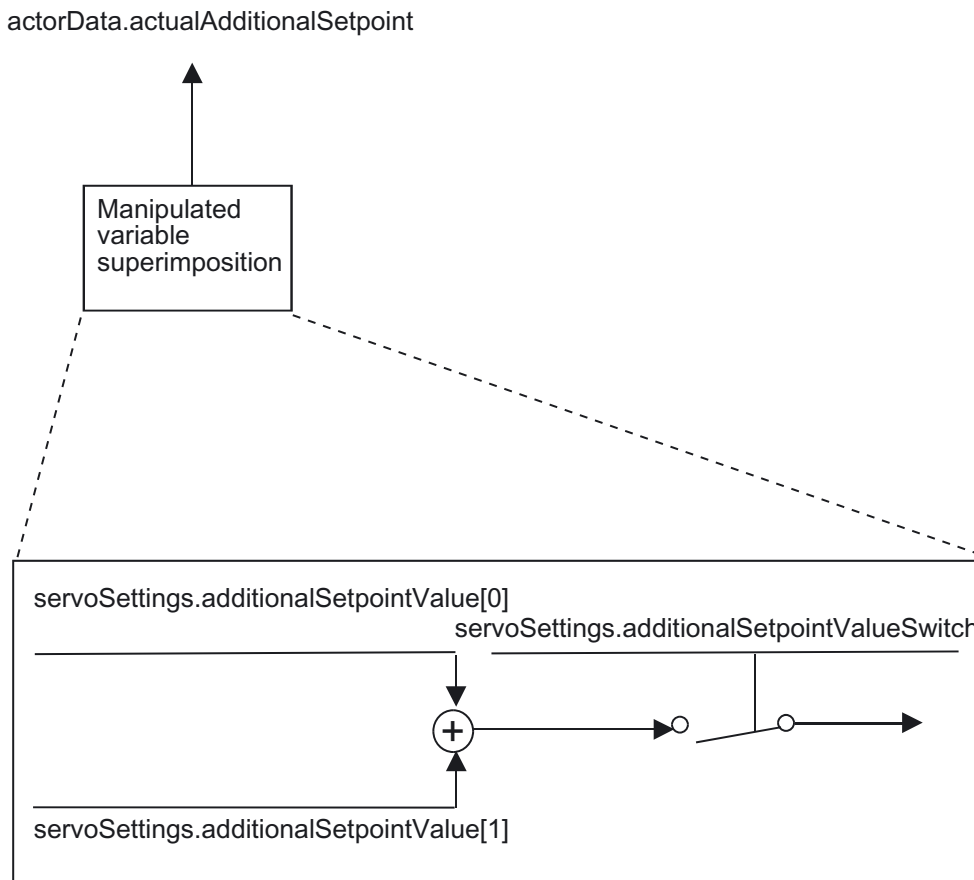 actorData.actualAdditionalSetpoint
Manipulated
variable
superimposition
servoSettings.additionalSetpointValue[0]
servoSettings.additionalSetpointValueSwitch
+
servoSettings.additionalSetpointValue[1]